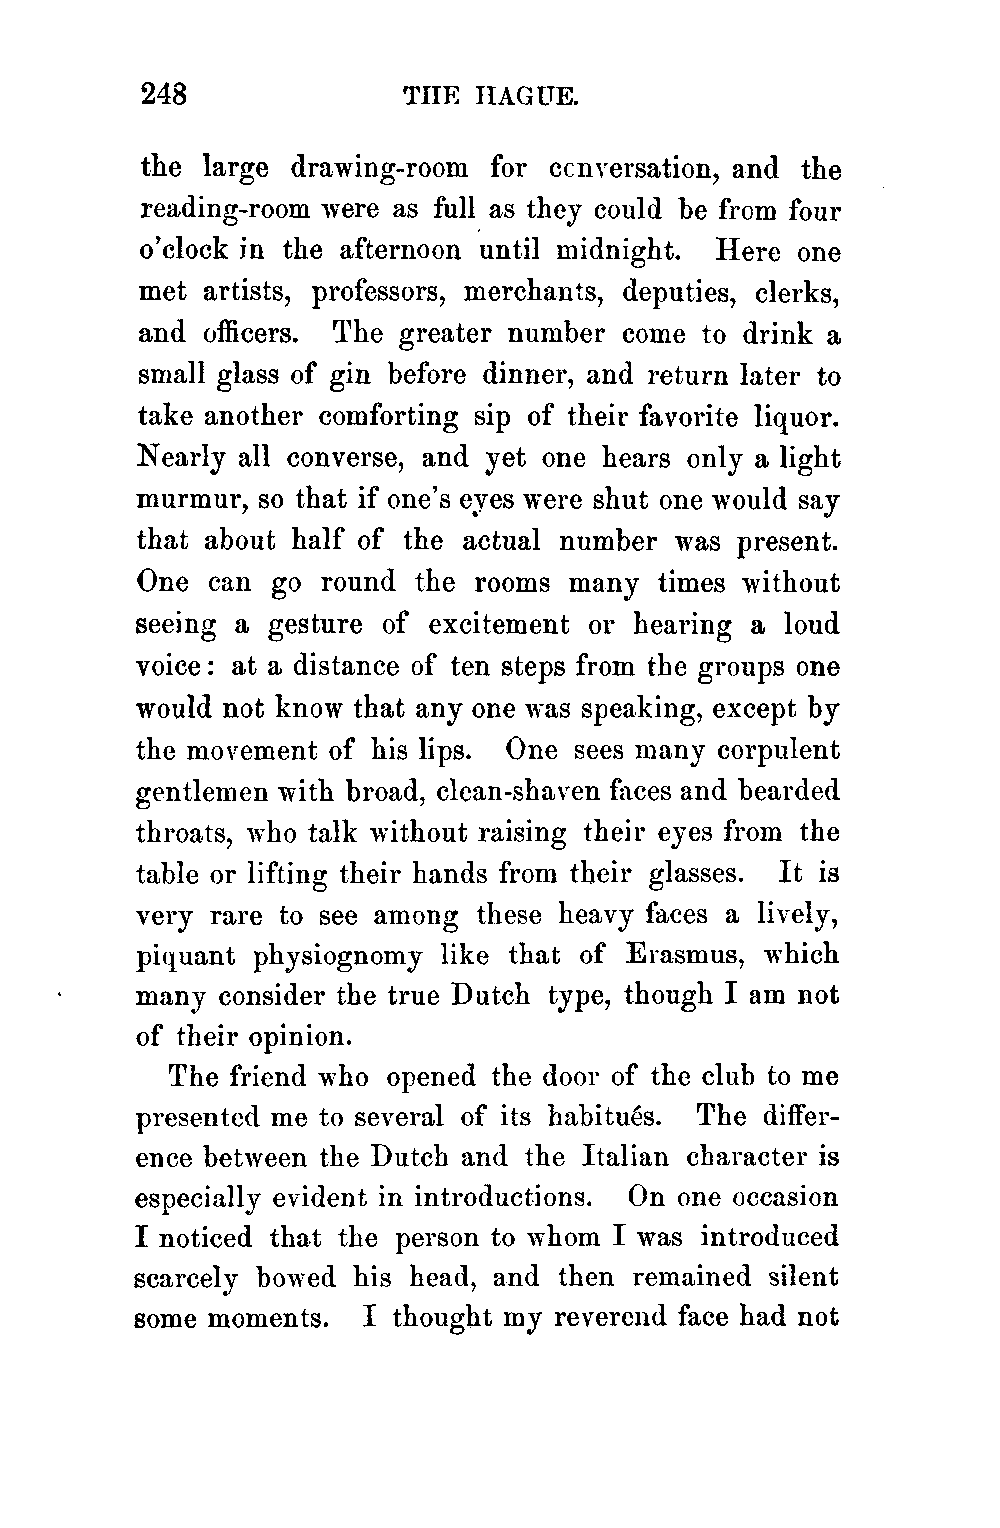 248 THE HAGUE.
the large drawing-room for conversation, and the
reading-room were as full as they could be from four
o'clock in the afternoon until midnight. Here one
met artists, professors, merchants, deputies, clerks,
and officers. The greater number come to drink a
small glass of gin before dinner, and return later to
take another comforting sip of their favorite liquor.
Nearly all converse, and yet one hears only a light
murmur, so that if one's eyes were shut one would say
that about half of the actual number was present.
One can go round the rooms many times without
seeing a gesture of excitement or hearing a loud
voice: at a distance of ten steps from the groups one
would not know that any one was speaking, except by
the movement of his lips. One sees many corpulent
gentlemen with broad, clean-shaven faces and bearded
throats, who talk without raising their eyes from the
table or lifting their hands from their glasses. It is
very rare to see among these heavy faces a lively,
piquant physiognomy like that of Erasmus, which
many consider the true Dutch type, though I am not
of their opinion.
The friend who opened the door of the club to me
presented me to several of its habitués. The differ-
ence between the Dutch and the Italian character is
especially evident in introductions. On one occasion
I noticed that the person to whom I was introduced
scarcely bowed his head, and then remained silent
some moments. I thought my reverend face had not